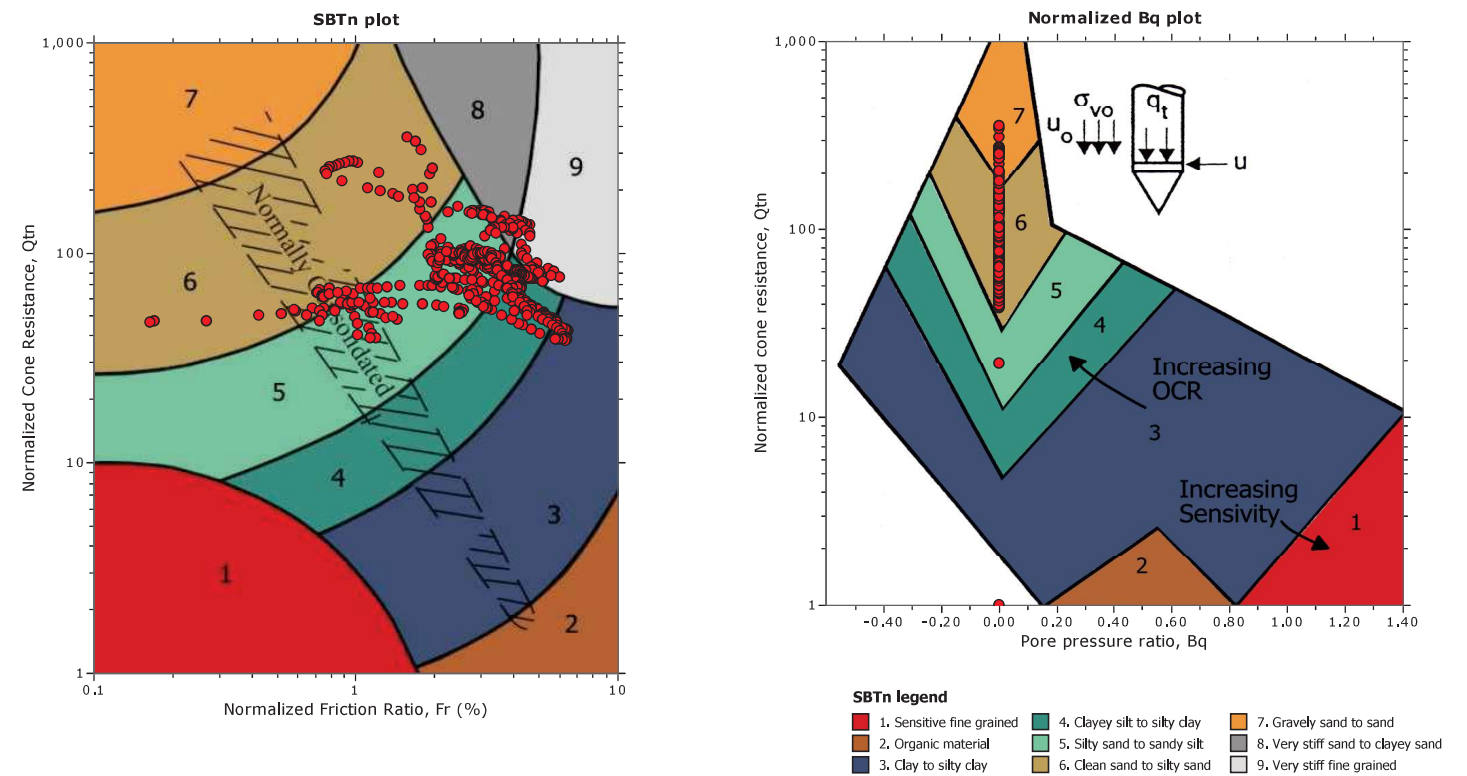 SBTn plot
1,000
100
10
1
Normalized Cone Resistance, Qtn
7
8
9
6
Normally
5
4
3
1
2
0.1
1
10
Normalized Friction Ratio, Fr (%)
Normalized Bq plot
1,000
100
10
1
Normalized cone resistance, Qtn
σvo
qt
uo
u
7
6
5
4
Increasing
OCR
3
Increasing
Sensivity
1
2
-0.40 -0.20 0.00 0.20 0.40 0.60 0.80 1.00 1.20 1.40
Pore pressure ratio, Bq
SBTn legend
1. Sensitive fine grained
2. Organic material
3. Clay to silty clay
4. Clayey silt to silty clay
5. Silty sand to sandy silt
6. Clean sand to silty sand
7. Gravely sand to sand
8. Very stiff sand to clayey sand
9. Very stiff fine grained